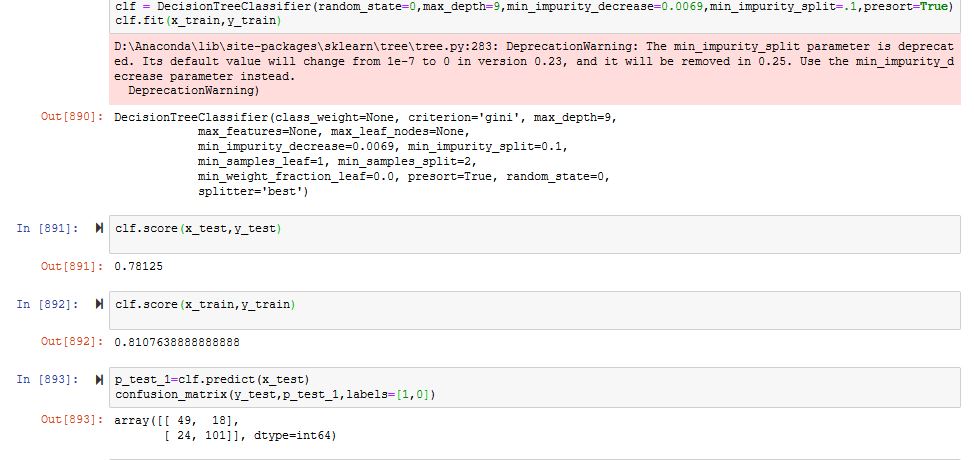 clf = DecisionTreeClassifier(random_state=0,max_depth=9,min_impurity_decrease=0.0069,min_impurity_split=.1,presort=True)
clf.fit(x_train,y_train)
D:\Anaconda\lib\site-packages\sklearn\tree\tree.py:283: DeprecationWarning: The min_impurity_split parameter is deprecat
ed. Its default value will change from 1e-7 to 0 in version 0.23, and it will be removed in 0.25. Use the min_impurity_d
ecrease parameter instead.
  DeprecationWarning)
Out[890]: DecisionTreeClassifier(class_weight=None, criterion='gini', max_depth=9,
            max_features=None, max_leaf_nodes=None,
            min_impurity_decrease=0.0069, min_impurity_split=0.1,
            min_samples_leaf=1, min_samples_split=2,
            min_weight_fraction_leaf=0.0, presort=True, random_state=0,
            splitter='best')
In [891]: clf.score(x_test,y_test)
Out[891]: 0.78125
In [892]: clf.score(x_train,y_train)
Out[892]: 0.8107638888888888
In [893]: p_test_1=clf.predict(x_test)
confusion_matrix(y_test,p_test_1,labels=[1,0])
Out[893]: array([[ 49,  18],
       [ 24, 101]], dtype=int64)